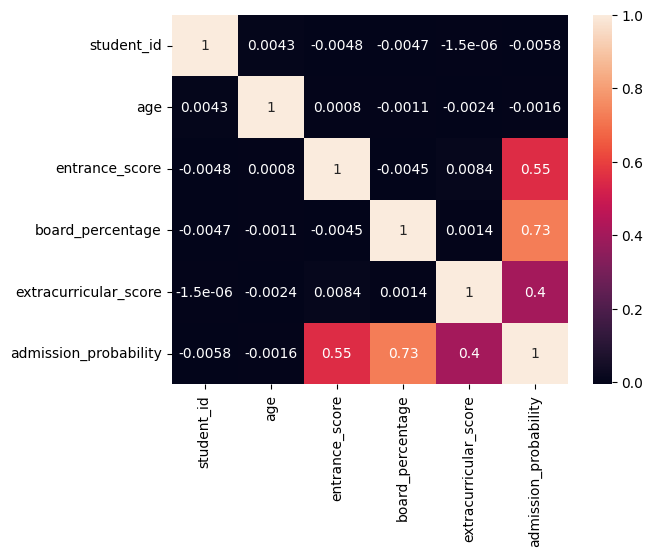 student_id 1 0.0043 -0.0048 -0.0047 -1.5e-06 -0.0058
age 0.0043 1 0.0008 -0.0011 -0.0024 -0.0016
entrance_score -0.0048 0.0008 1 -0.0045 0.0084 0.55
board_percentage -0.0047 -0.0011 -0.0045 1 0.0014 0.73
extracurricular_score -1.5e-06 -0.0024 0.0084 0.0014 1 0.4
admission_probability -0.0058 -0.0016 0.55 0.73 0.4 1
student_id
age
entrance_score
board_percentage
extracurricular_score
admission_probability
1.0
0.8
0.6
0.4
0.2
0.0